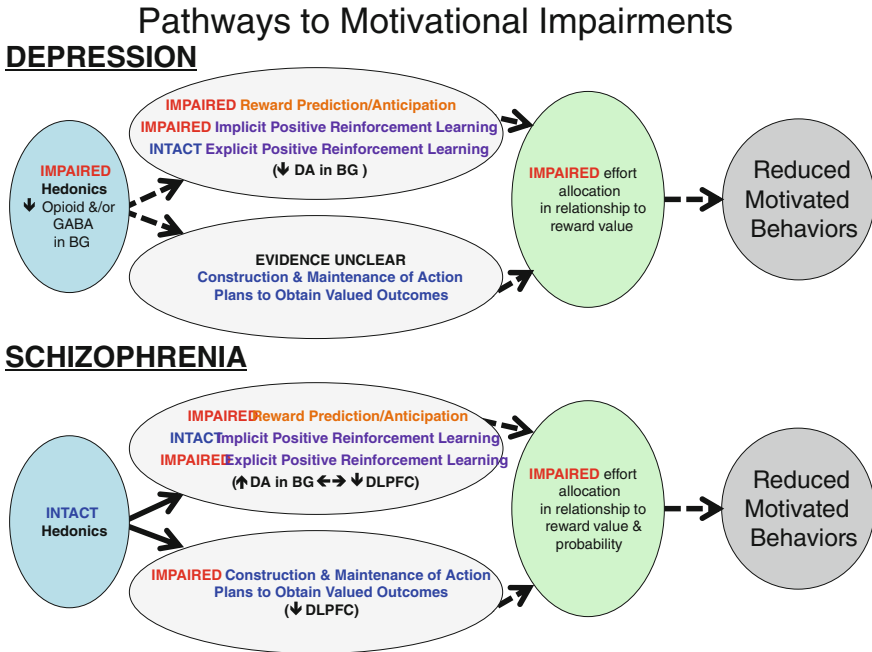 Pathways to Motivational Impairments
DEPRESSION
IMPAIRED
Hedonics
↓ Opioid &/or
GABA
in BG
IMPAIRED Reward Prediction/Anticipation
IMPAIRED Implicit Positive Reinforcement Learning
INTACT Explicit Positive Reinforcement Learning
(↓ DA in BG )
EVIDENCE UNCLEAR
Construction & Maintenance of Action
Plans to Obtain Valued Outcomes
IMPAIRED effort
allocation
in relationship to
reward value
Reduced
Motivated
Behaviors
SCHIZOPHRENIA
INTACT
Hedonics
IMPAIRED Reward Prediction/Anticipation
INTACT Implicit Positive Reinforcement Learning
IMPAIRED Explicit Positive Reinforcement Learning
(↑ DA in BG ←→ ↓ DLPFC)
IMPAIRED Construction & Maintenance of Action
Plans to Obtain Valued Outcomes
(↓ DLPFC)
IMPAIRED effort
allocation
in relationship to
reward value &
probability
Reduced
Motivated
Behaviors